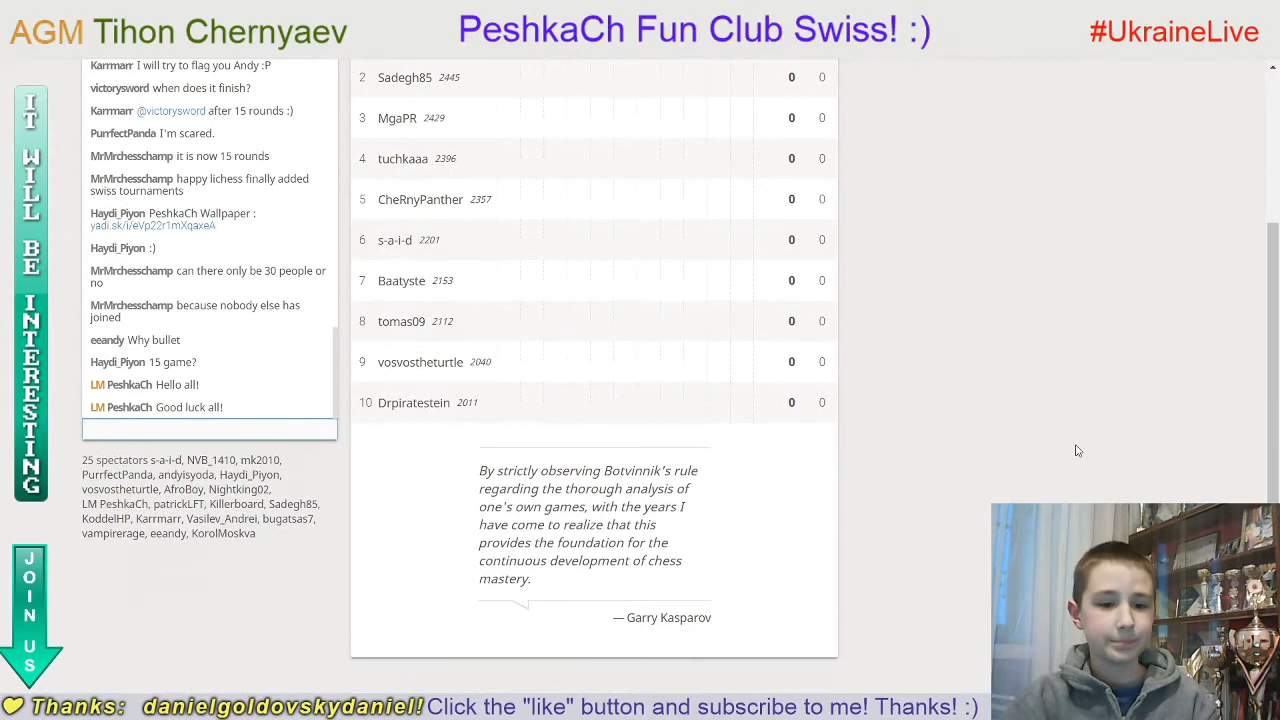 AGM Tihon Chernyaev
PeshkaCh Fun Club Swiss! :)
#UkraineLive
IT WILL BE INTERESTING
JOIN US
Karrmarr I will try to flag you Andy :P
victorysword when does it finish?
Karrmarr @victorysword after 15 rounds :)
PurrfectPanda I'm scared.
MrMrchesschamp it is now 15 rounds
MrMrchesschamp happy lichess finally added
swiss tournaments
Haydi_Piyon PeshkaCh Wallpaper :
yadi.sk/i/eVp22r1mXqaxeA
Haydi_Piyon :)
MrMrchesschamp can there only be 30 people or
no
MrMrchesschamp because nobody else has
joined
eeandy Why bullet
Haydi_Piyon 15 game?
LM PeshkaCh Hello all!
LM PeshkaCh Good luck all!
25 spectators s-a-i-d, NVB_1410, mk2010,
PurrfectPanda, andyisyoda, Haydi_Piyon,
vosvostheturtle, AfroBoy, Nightking02,
LM PeshkaCh, patrickLFT, Killerboard, Sadegh85,
KoddelHP, Karrmarr, Vasilev_Andrei, bugatsas7,
vampirerage, eeandy, KorolMoskva
2 Sadegh85 2445 0 0
3 MgaPR 2429 0 0
4 tuchkaaa 2396 0 0
5 CheRnyPanther 2357 0 0
6 s-a-i-d 2201 0 0
7 Baatyste 2153 0 0
8 tomas09 2112 0 0
9 vosvostheturtle 2040 0 0
10 Drpiratestein 2011 0 0
By strictly observing Botvinnik's rule
regarding the thorough analysis of
one's own games, with the years I
have come to realize that this
provides the foundation for the
continuous development of chess
mastery.
— Garry Kasparov
Thanks: danielgoldovskydaniel! Click the "like" button and subscribe to me! Thanks! :)